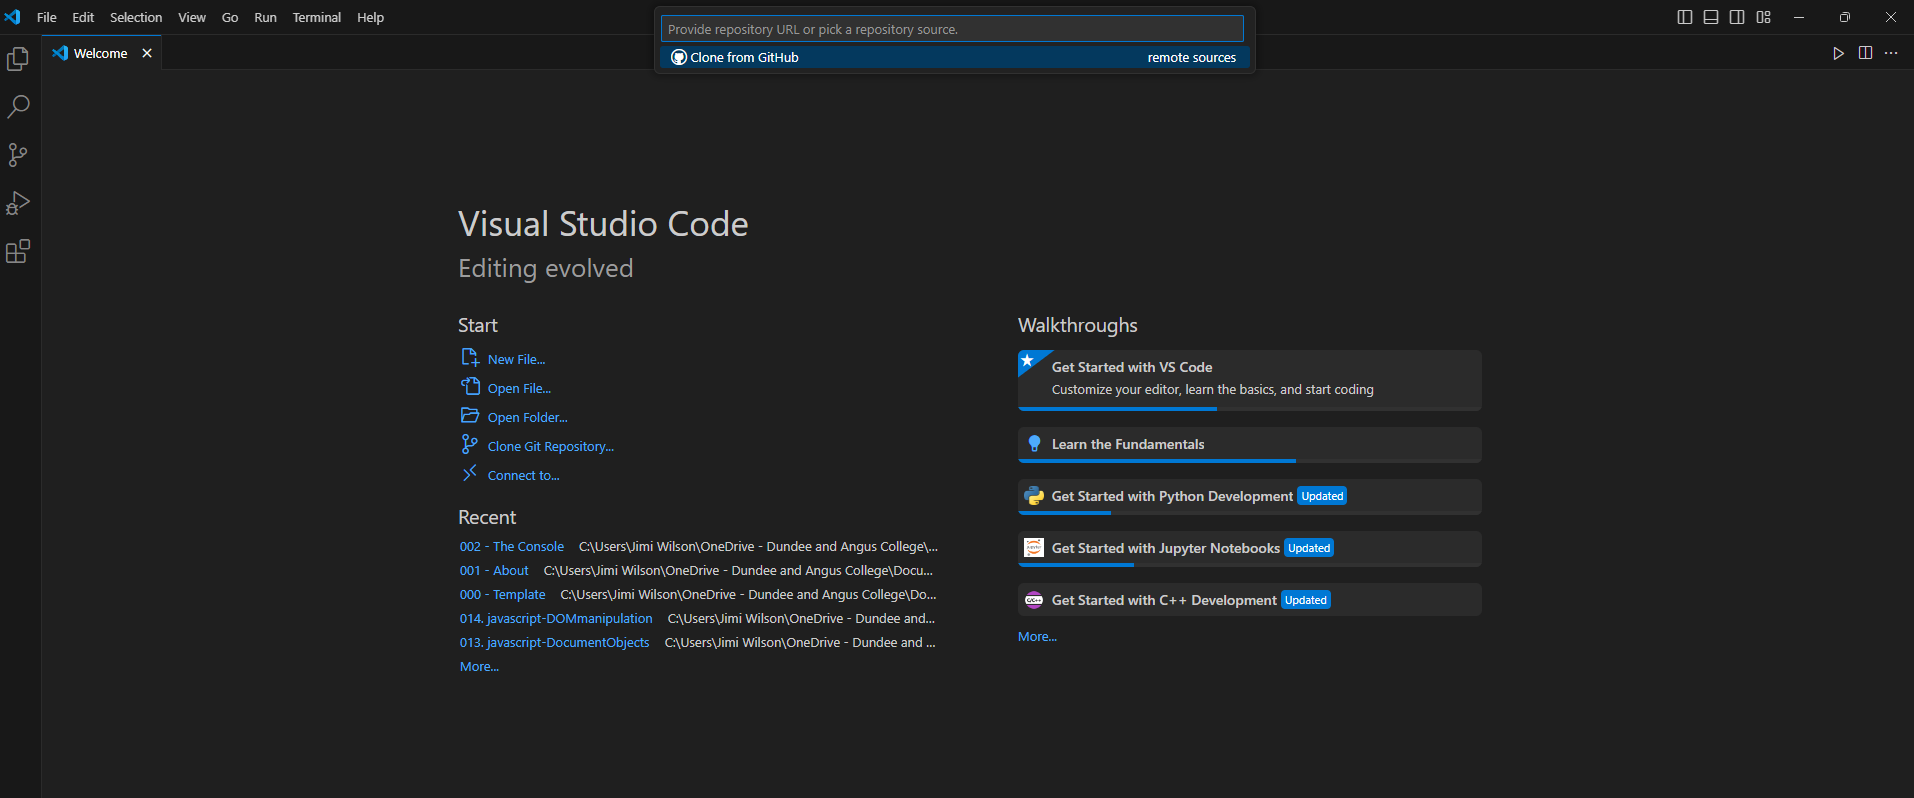 File Edit Selection View Go Run Terminal Help
Provide repository URL or pick a repository source.
Clone from GitHub remote sources
Welcome
Visual Studio Code
Editing evolved
Start
New File...
Open File...
Open Folder...
Clone Git Repository...
Connect to...
Recent
002 - The Console C:\Users\Jimi Wilson\OneDrive - Dundee and Angus College\...
001 - About C:\Users\Jimi Wilson\OneDrive - Dundee and Angus College\Docu...
000 - Template C:\Users\Jimi Wilson\OneDrive - Dundee and Angus College\Do...
014. javascript-DOMmanipulation C:\Users\Jimi Wilson\OneDrive - Dundee and...
013. javascript-DocumentObjects C:\Users\Jimi Wilson\OneDrive - Dundee and ...
More...
Walkthroughs
Get Started with VS Code
Customize your editor, learn the basics, and start coding
Learn the Fundamentals
Get Started with Python Development Updated
Get Started with Jupyter Notebooks Updated
C/C++ Get Started with C++ Development Updated
More...